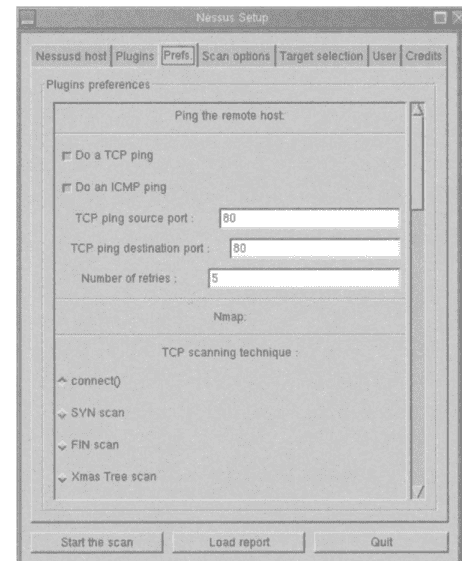 Nessus Setup
Nessusd host Plugins Prefs. Scan options Target selection User Credits
Plugins preferences
Ping the remote host:
Do a TCP ping
Do an ICMP ping
TCP ping source port : 80
TCP ping destination port : 80
Number of retries : 5
Nmap:
TCP scanning technique :
connect()
SYN scan
FIN scan
Xmas Tree scan
Start the scan Load report Quit